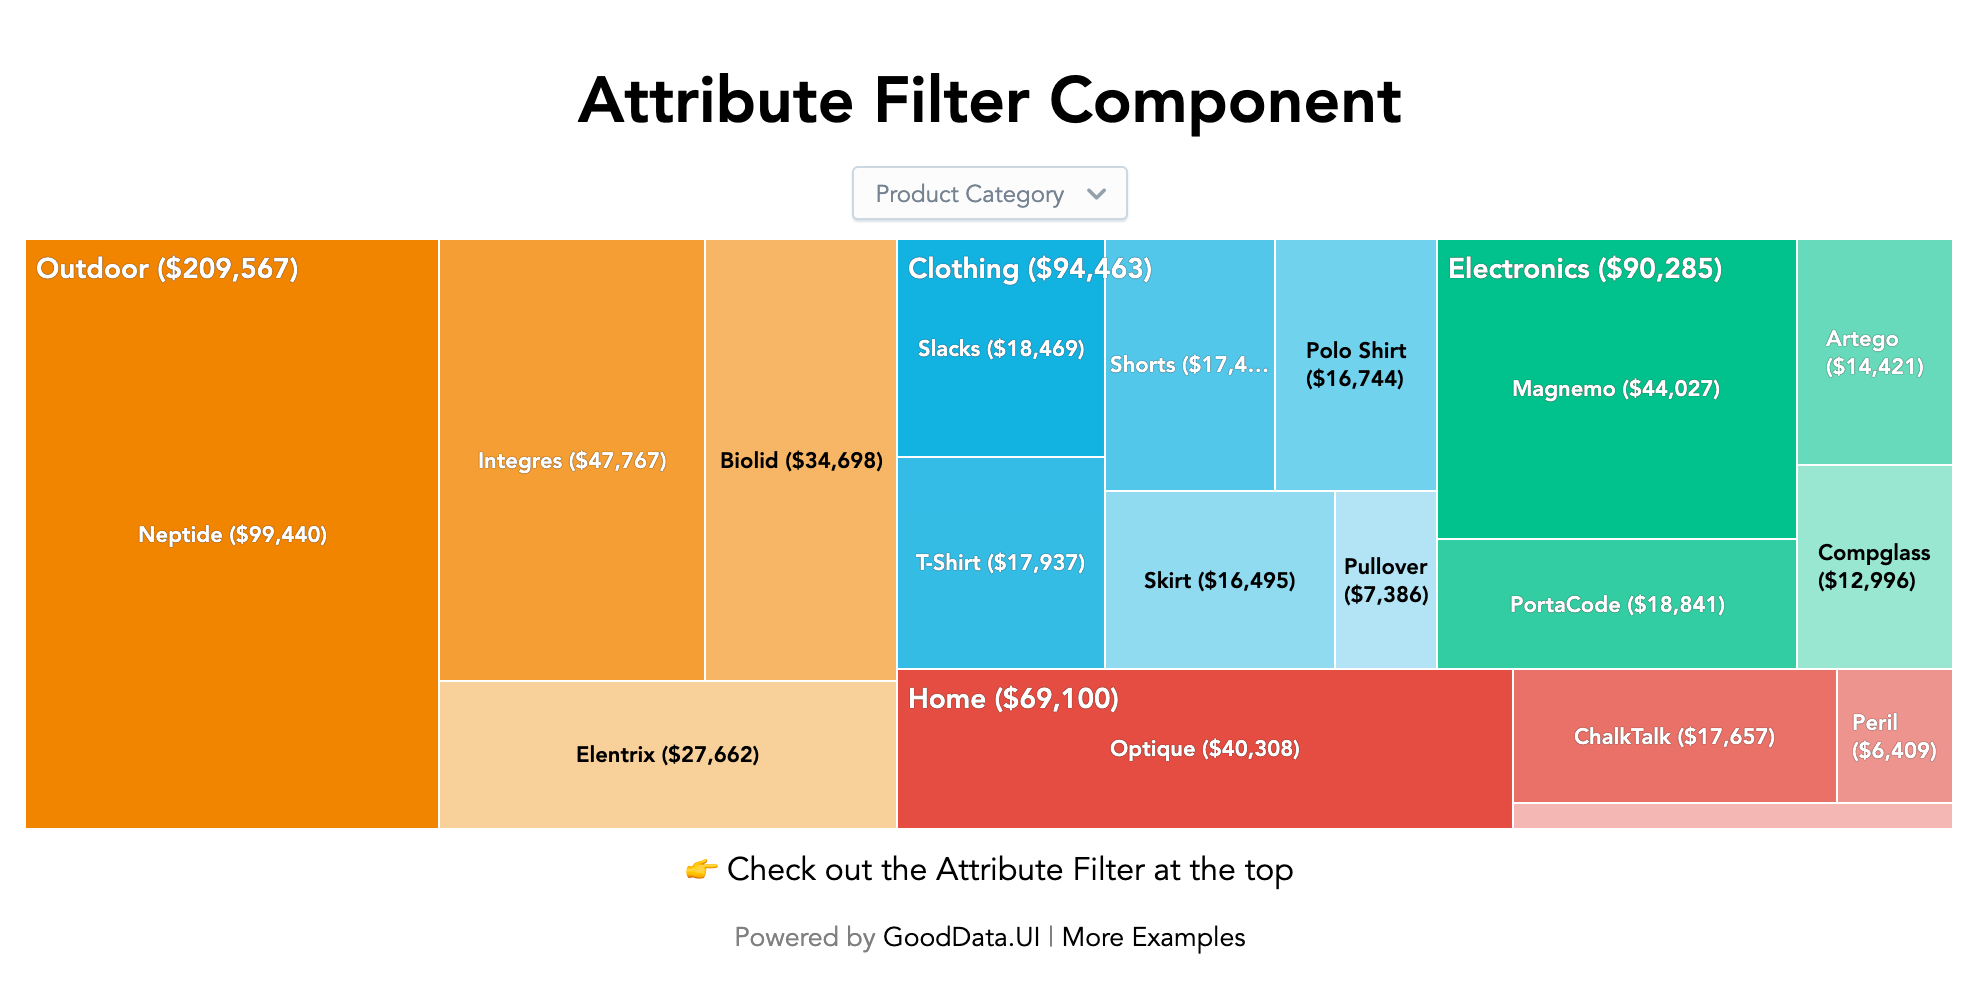 Attribute Filter Component
Product Category
Outdoor ($209,567)
Neptide ($99,440)
Integres ($47,767)
Biolid ($34,698)
Elentrix ($27,662)
Clothing ($94,463)
Slacks ($18,469)
Shorts ($17,4...
Polo Shirt
($16,744)
T-Shirt ($17,937)
Skirt ($16,495)
Pullover
($7,386)
Electronics ($90,285)
Magnemo ($44,027)
Artego
($14,421)
PortaCode ($18,841)
Compglass
($12,996)
Home ($69,100)
Optique ($40,308)
ChalkTalk ($17,657)
Peril
($6,409)
👉 Check out the Attribute Filter at the top
Powered by GoodData.UI | More Examples